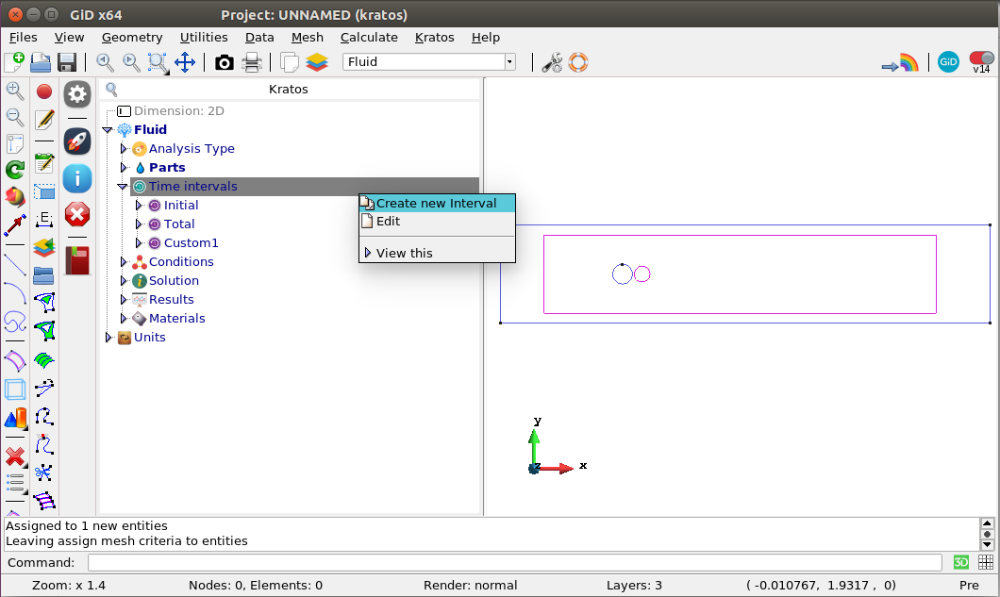 GiD x64 Project: UNNAMED (kratos)
Files View Geometry Utilities Data Mesh Calculate Kratos Help
Fluid
GiD
v14
Kratos
Dimension: 2D
Fluid
Analysis Type
Parts
Time intervals
Initial
Total
Custom1
Conditions
Solution
Results
Materials
Units
Create new Interval
Edit
View this
y
z
x
Assigned to 1 new entities
Leaving assign mesh criteria to entities
Command:
3D
Zoom: x 1.4 Nodes: 0, Elements: 0 Render: normal Layers: 3 ( -0.010767, 1.9317 , 0) Pre